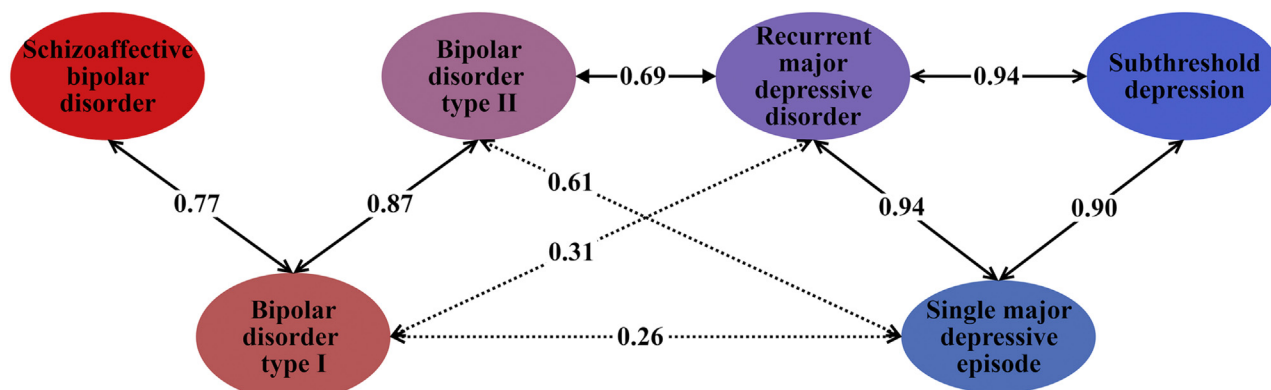 Schizoaffective
bipolar
disorder
Bipolar
disorder
type II
0.69
Recurrent
major
depressive
disorder
0.94
Subthreshold
depression
0.77
0.87
0.61
0.31
0.94
0.90
Bipolar
disorder
type I
0.26
Single major
depressive
episode